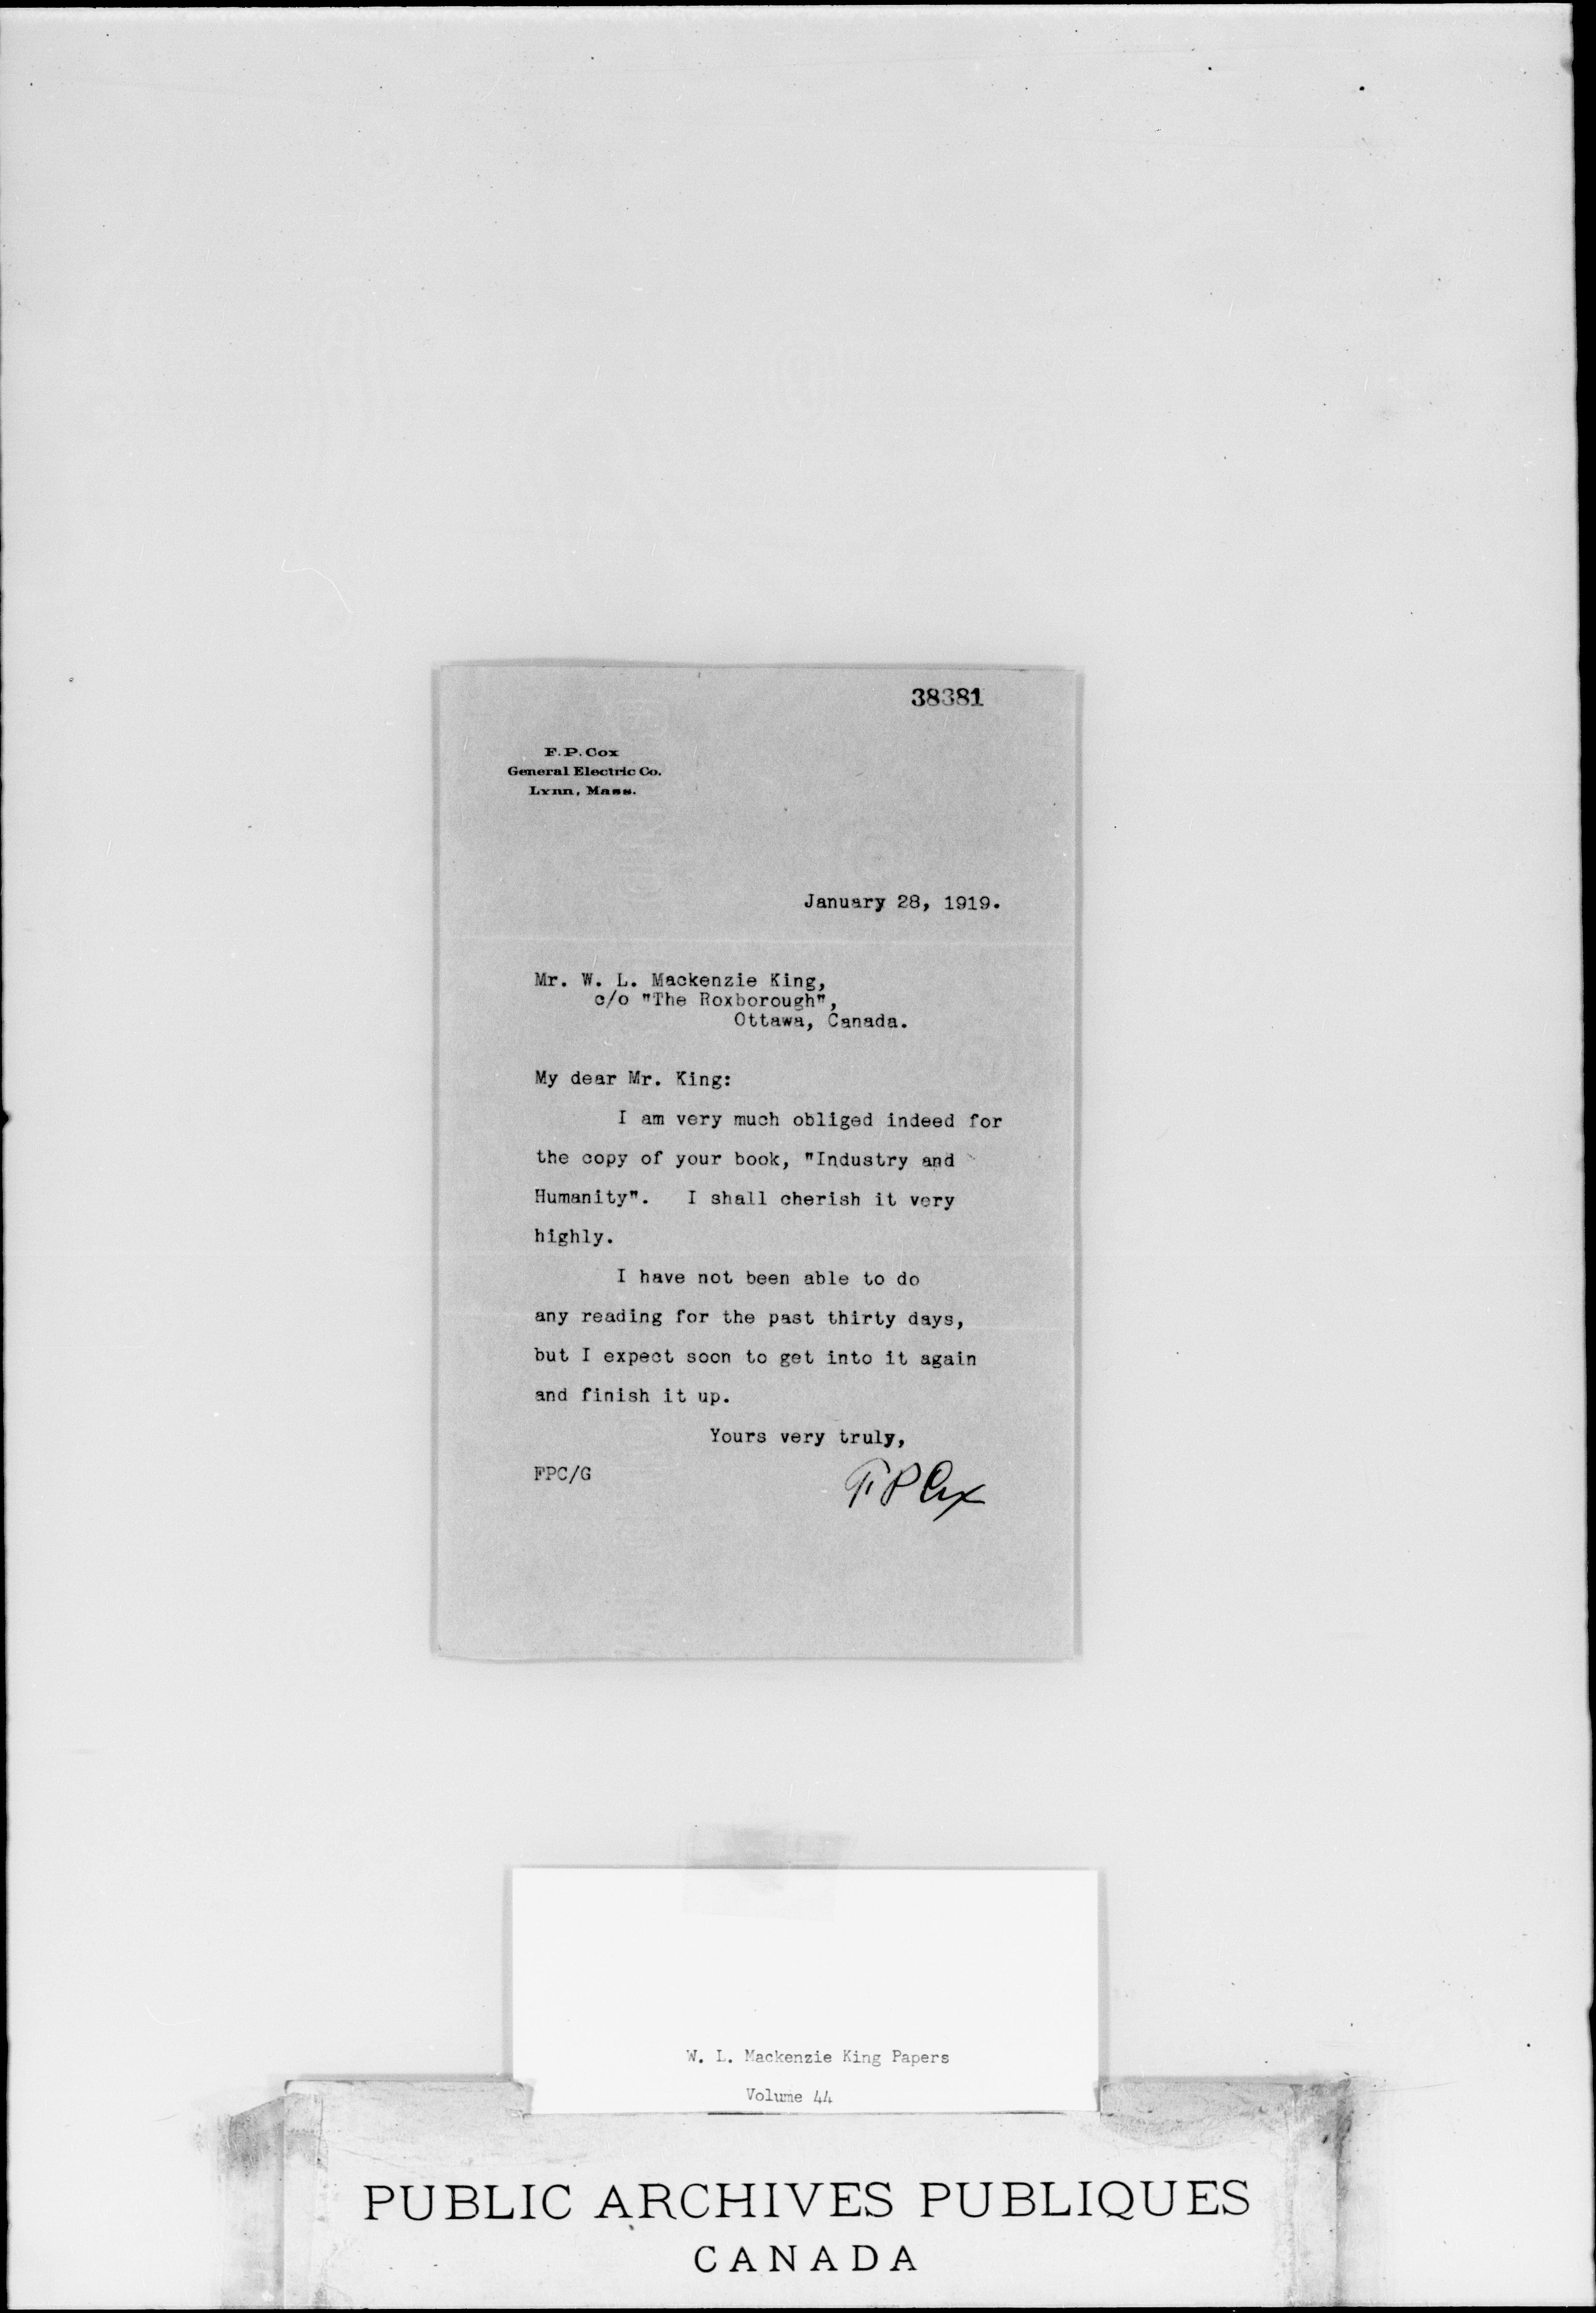 38381
F. P. Cox
General Electric Co.
Lynn, Mass.
January 28, 1919.
Mr. W. L. Mackenzie King,
c/o "The Roxborough",
Ottawa, Canada.
My dear Mr. King:
I am very much obliged indeed for
the copy of your book, "Industry and
Humanity". I shall cherish it very
highly.
I have not been able to do
any reading for the past thirty days,
but I expect soon to get into it again
and finish it up.
Yours very truly,
FPC/G
F P Cox
W. L. Mackenzie King Papers
Volume 44
PUBLIC ARCHIVES PUBLIQUES
CANADA